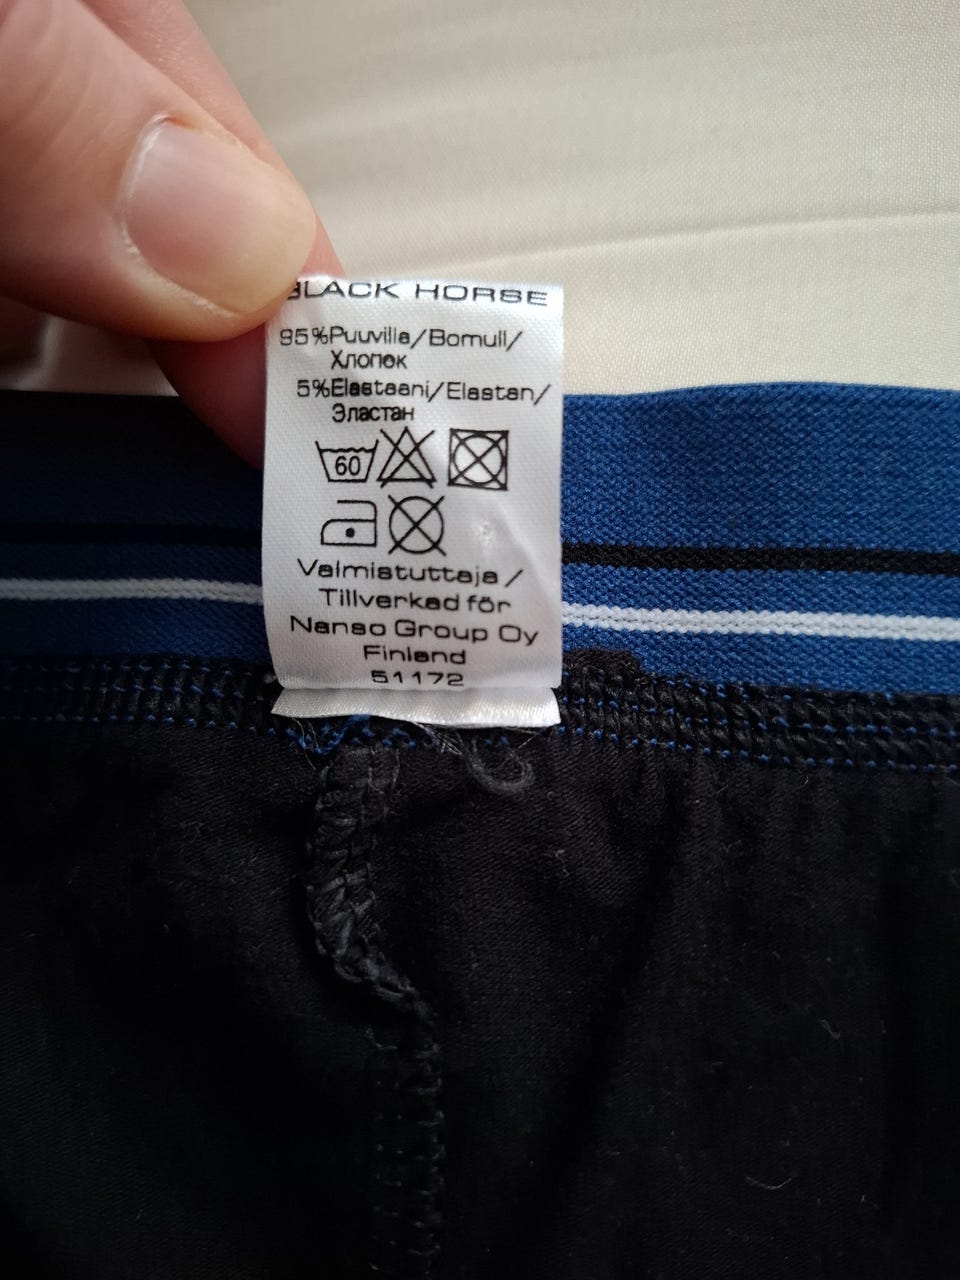 BLACK HORSE
95%Puuvilla/Bomull/
Хлопок
5%Elastaani/Elastan/
Эластан
60
Valmistuttaja/
Tillverkad för
Nanso Group Oy
Finland
51172